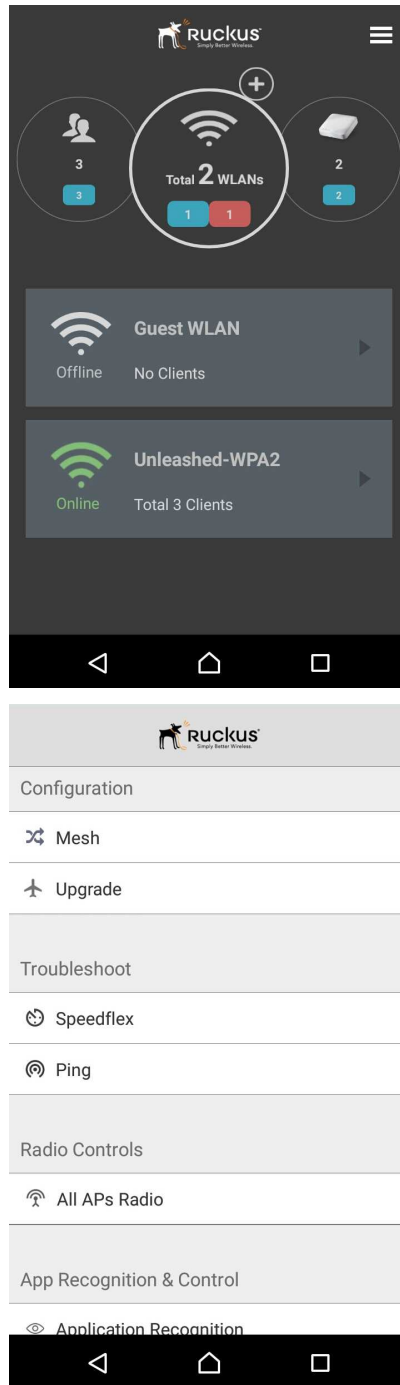 Ruckus
Simply Better Wireless.
3
3
Total 2 WLANs
1 1
2
2
Guest WLAN
Offline
No Clients
Unleashed-WPA2
Online
Total 3 Clients
Ruckus
Simply Better Wireless.
Configuration
Mesh
Upgrade
Troubleshoot
Speedflex
Ping
Radio Controls
All APs Radio
App Recognition & Control
Application Recognition